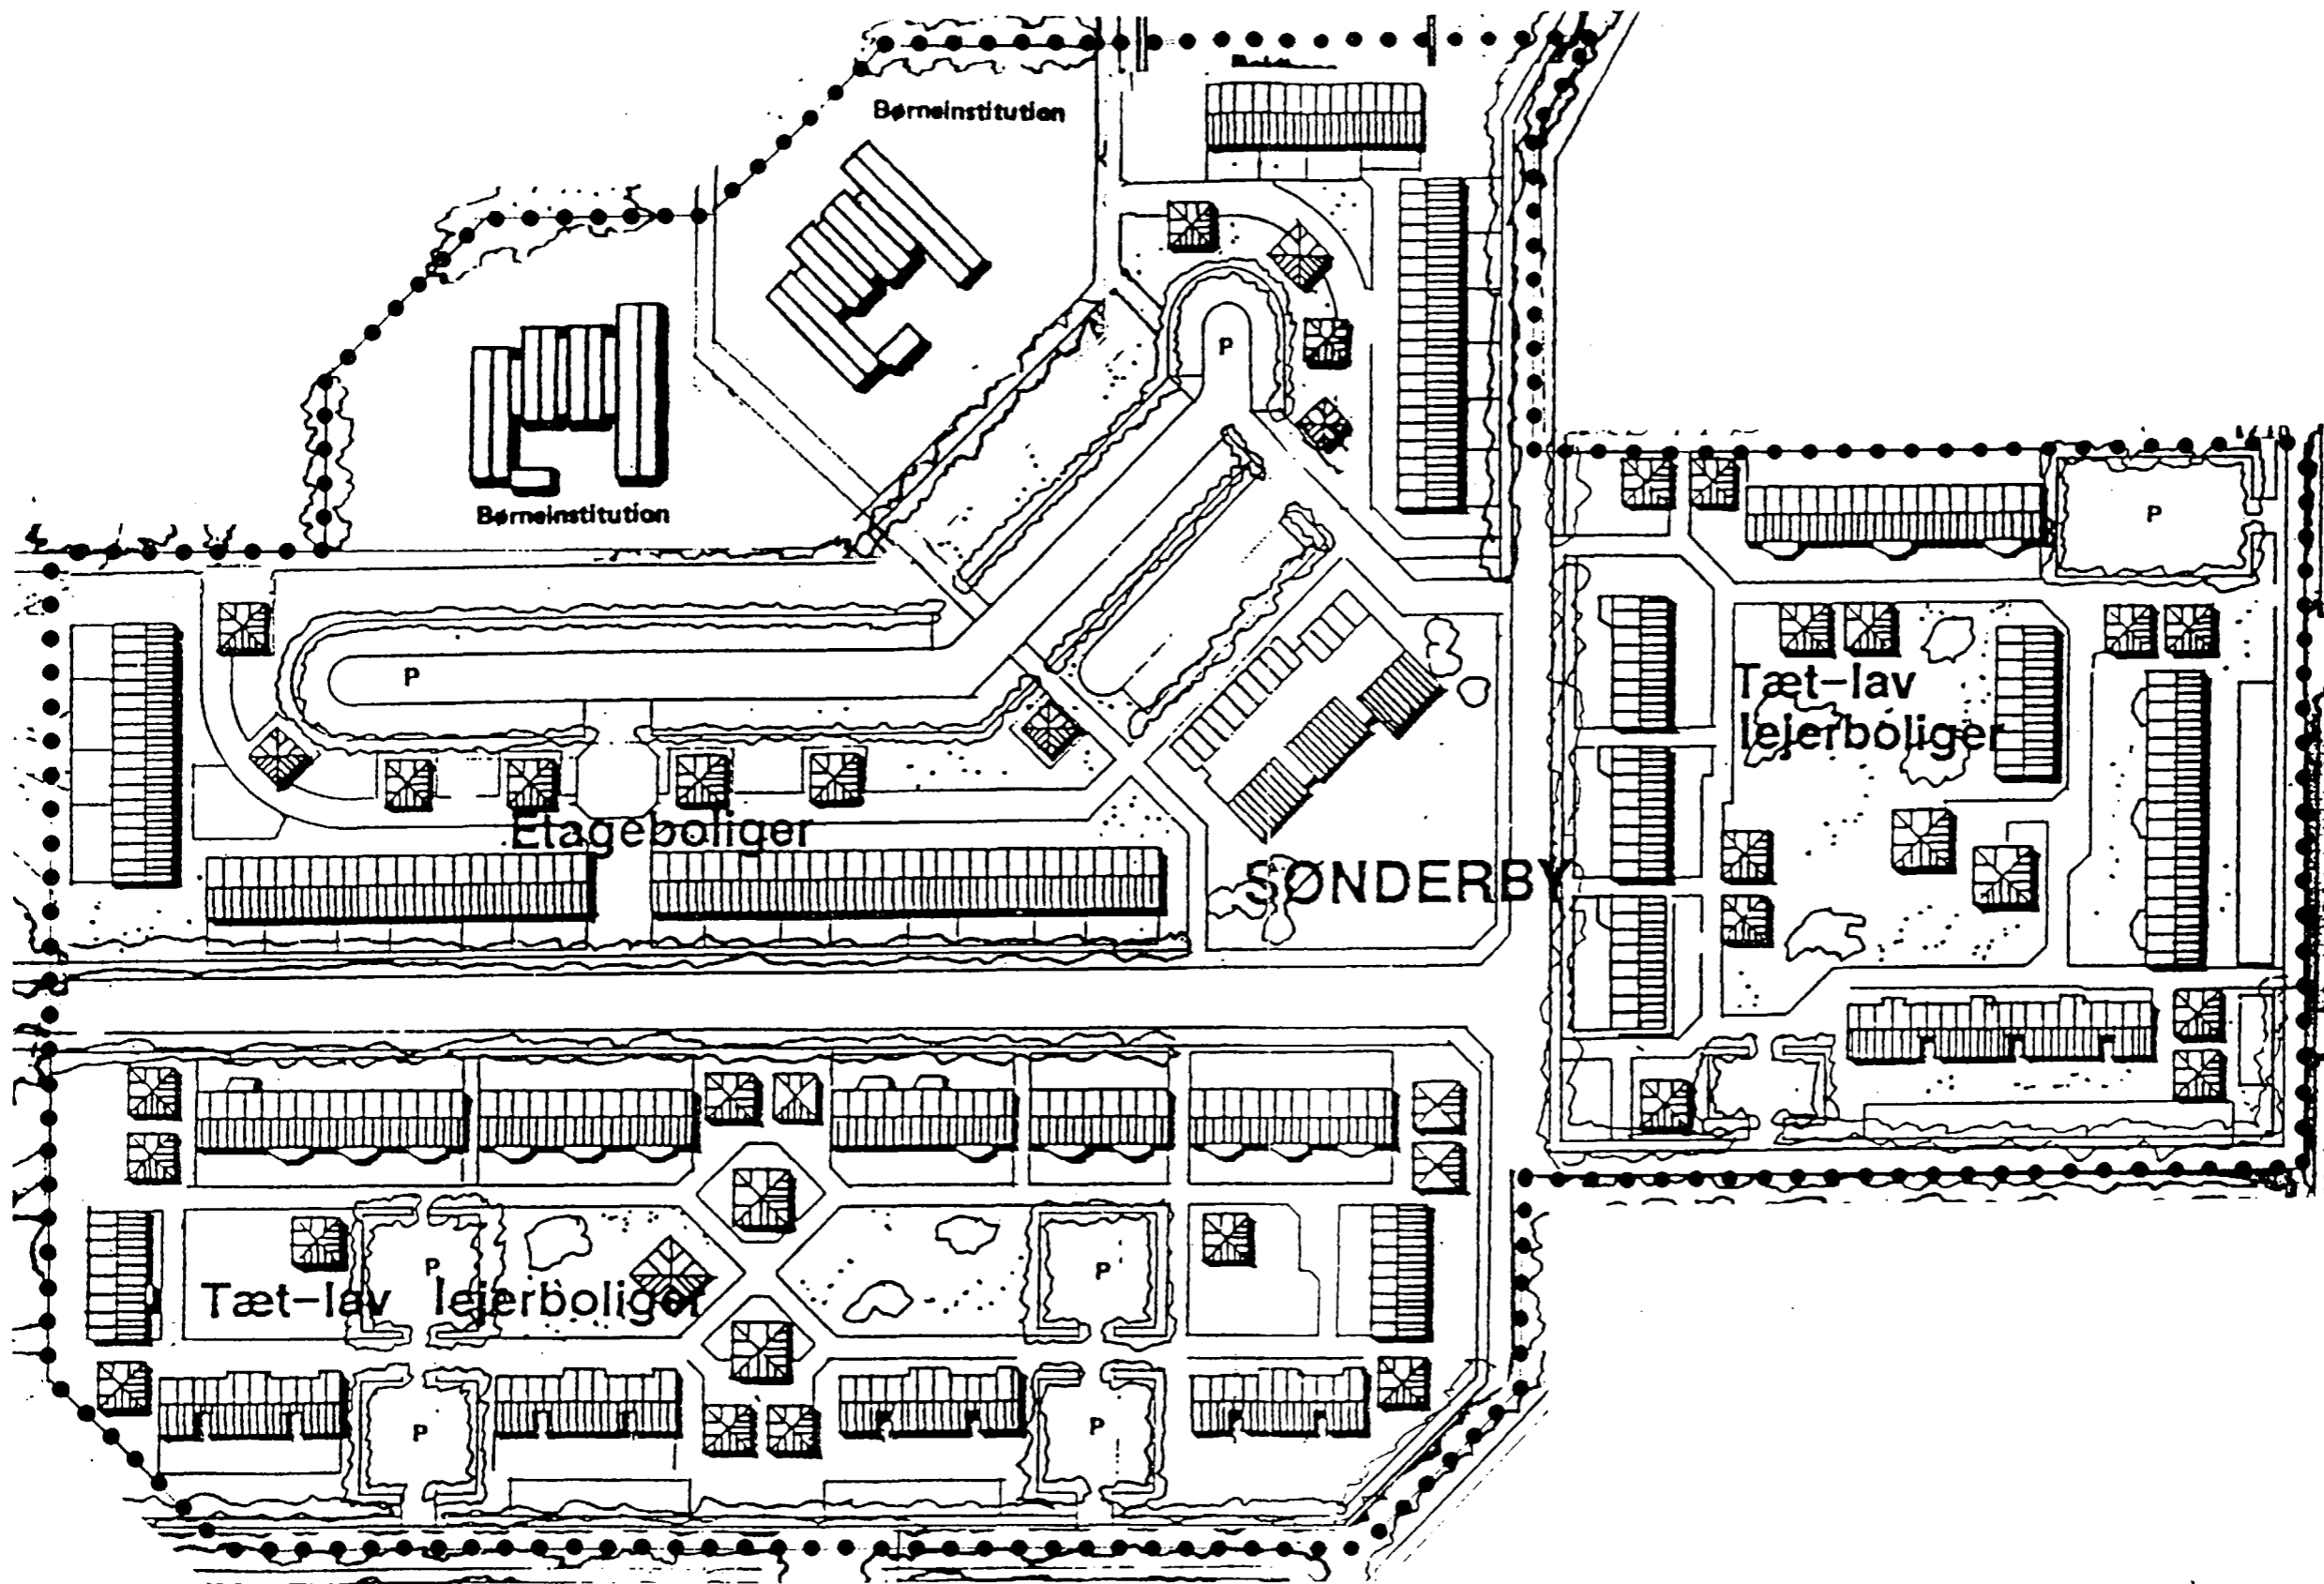 Børneinstitution
P
Børneinstitution
P
P
Tæt-lav
lejerboliger
Etageboliger
SØNDERBY
P
P
Tæt-lav lejerboliger
P
P